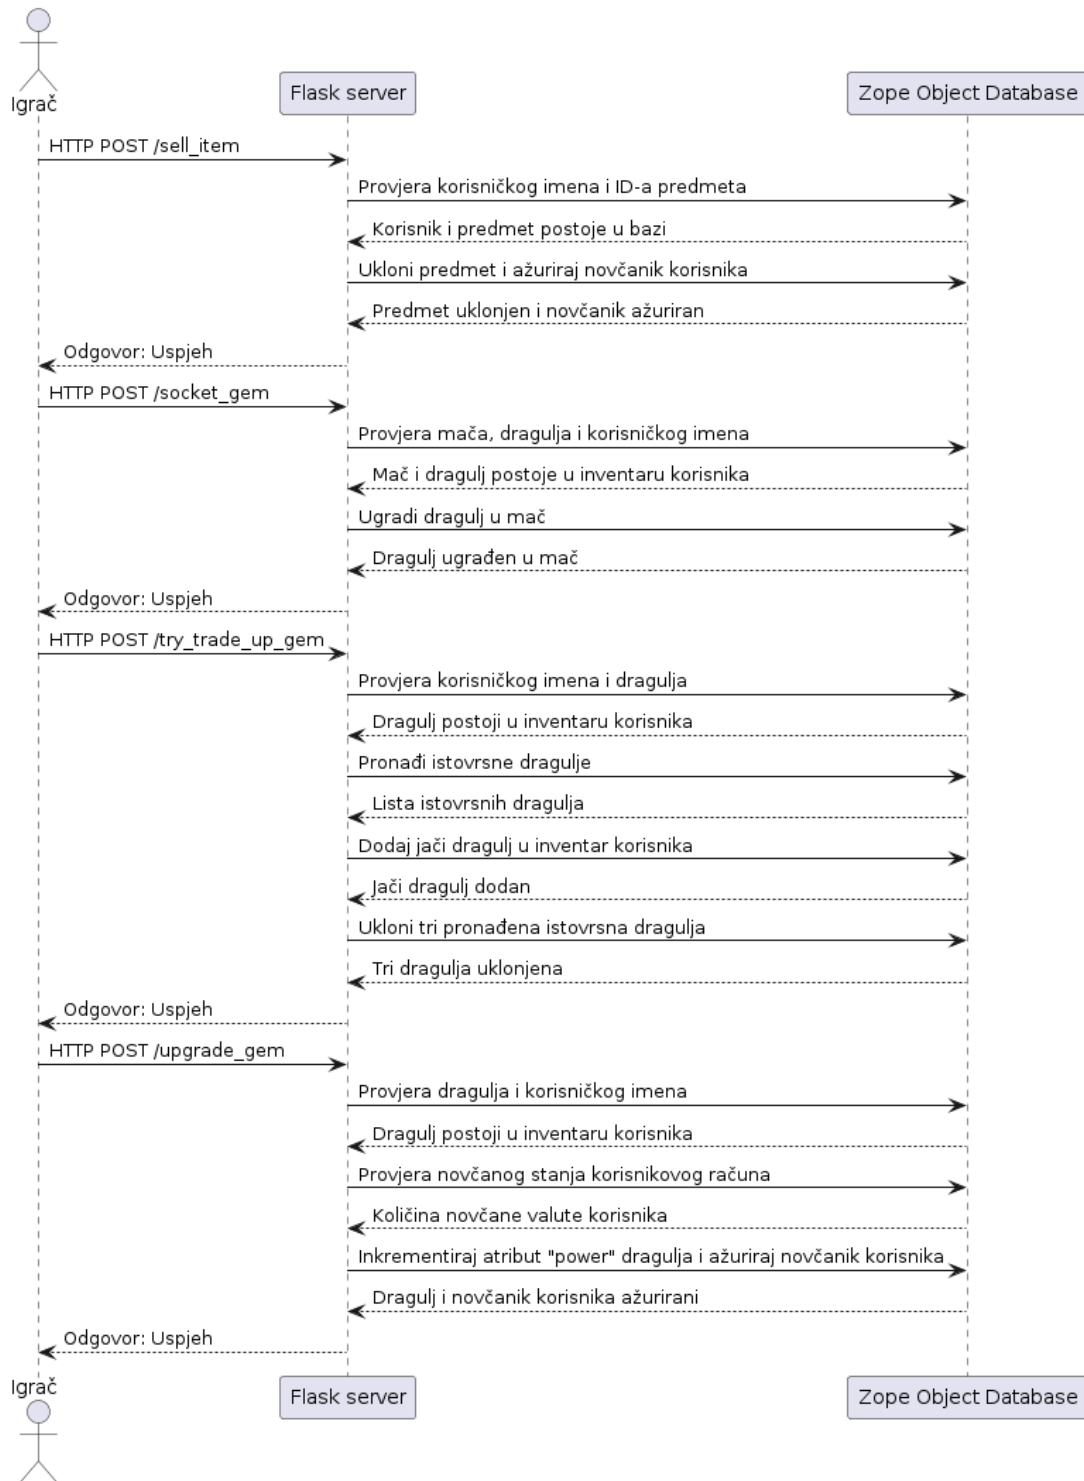 Igrač
Flask server
Zope Object Database
HTTP POST /sell_item
Provjera korisničkog imena i ID-a predmeta
Korisnik i predmet postoje u bazi
Ukloni predmet i ažuriraj novčanik korisnika
Predmet uklonjen i novčanik ažuriran
Odgovor: Uspjeh
HTTP POST /socket_gem
Provjera mača, dragulja i korisničkog imena
Mač i dragulj postoje u inventaru korisnika
Ugradi dragulj u mač
Dragulj ugrađen u mač
Odgovor: Uspjeh
HTTP POST /try_trade_up_gem
Provjera korisničkog imena i dragulja
Dragulj postoji u inventaru korisnika
Pronađi istovrsne dragulje
Lista istovrsnih dragulja
Dodaj jači dragulj u inventar korisnika
Jači dragulj dodan
Ukloni tri pronađena istovrsna dragulja
Tri dragulja uklonjena
Odgovor: Uspjeh
HTTP POST /upgrade_gem
Provjera dragulja i korisničkog imena
Dragulj postoji u inventaru korisnika
Provjera novčanog stanja korisnikovog računa
Količina novčane valute korisnika
Inkrementiraj atribut "power" dragulja i ažuriraj novčanik korisnika
Dragulj i novčanik korisnika ažurirani
Odgovor: Uspjeh
Igrač
Flask server
Zope Object Database